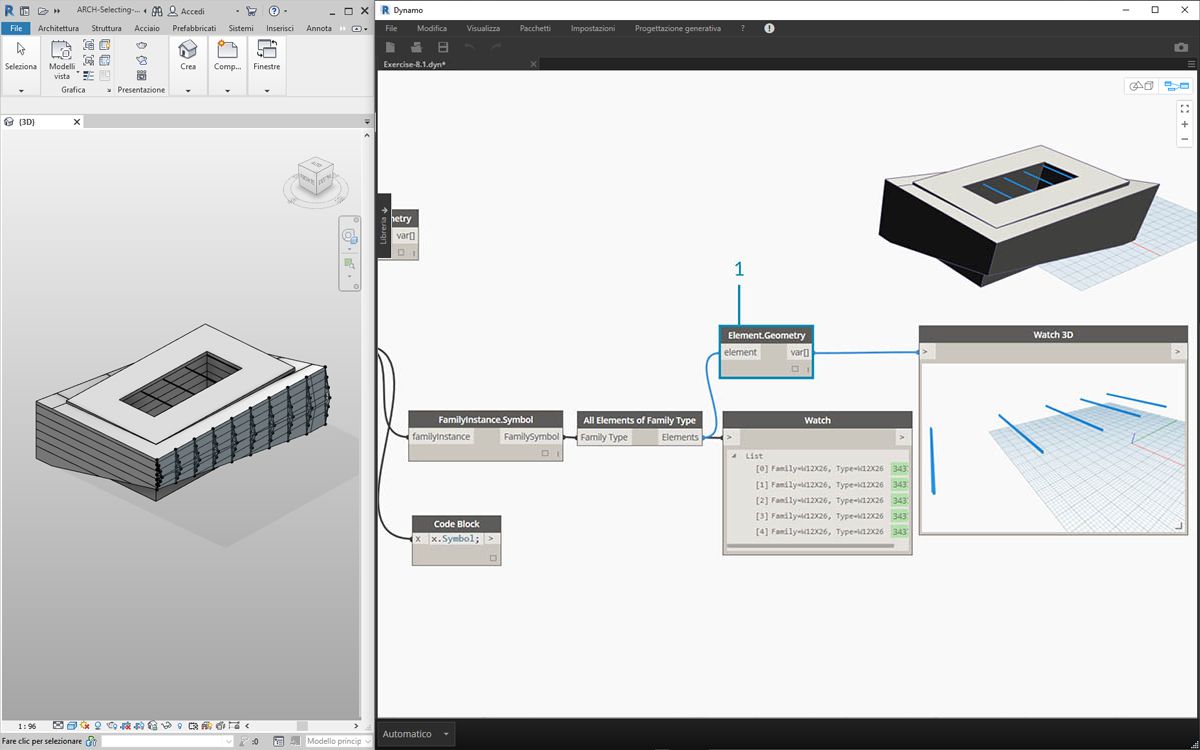 ARCH-Selecting-...
Accedi
File Architettura Struttura Acciaio Prefabbricati Sistemi Inserisci Annota
Seleziona
Modelli vista
Crea
Comp...
Finestre
Grafica
Presentazione
{3D}
1 : 96
Fare clic per selezionare
:0
Modello princip
Dynamo
File Modifica Visualizza Pacchetti Impostazioni Progettazione generativa ?
Exercise-8.1.dyn*
Libreria
netry
var[]
1
Element.Geometry
element var[]
Watch 3D
> >
FamilyInstance.Symbol
familyInstance FamilySymbol
All Elements of Family Type
Family Type Elements
Watch
> >
List
[0] Family=W12X26, Type=W12X26 343
[1] Family=W12X26, Type=W12X26 343
[2] Family=W12X26, Type=W12X26 343
[3] Family=W12X26, Type=W12X26 343
[4] Family=W12X26, Type=W12X26 343
Code Block
x x.Symbol; >
Automatico